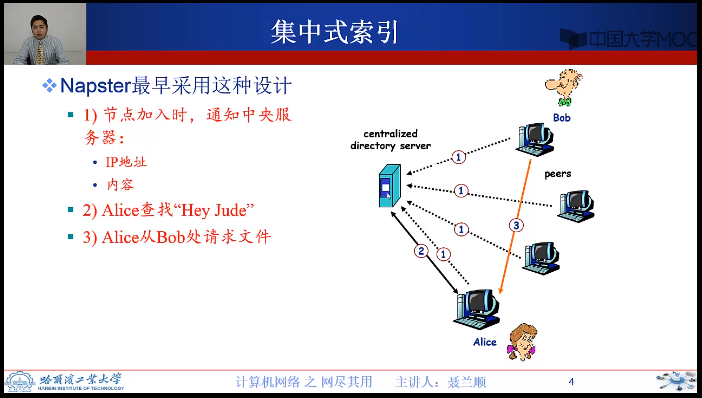 集中式索引
中国大学MOOC
Napster最早采用这种设计
1) 节点加入时，通知中央服
务器：
IP地址
内容
2) Alice查找“Hey Jude”
3) Alice从Bob处请求文件
centralized
directory server
Bob
peers
1
1
1
1
2
3
Alice
哈尔滨工业大学
HARBIN INSTITUTE OF TECHNOLOGY
计算机网络 之 网尽其用 主讲人：聂兰顺
4